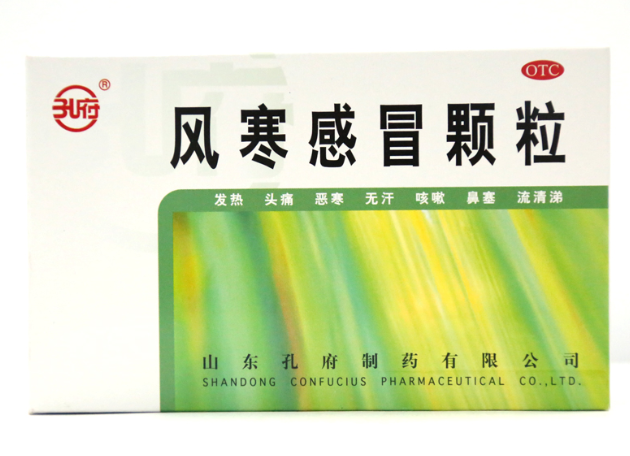 孔府®
OTC
风寒感冒颗粒
发热 头痛 恶寒 无汗 咳嗽 鼻塞 流清涕
山东孔府制药有限公司
SHANDONG CONFUCIUS PHARMACEUTICAL CO.,LTD.